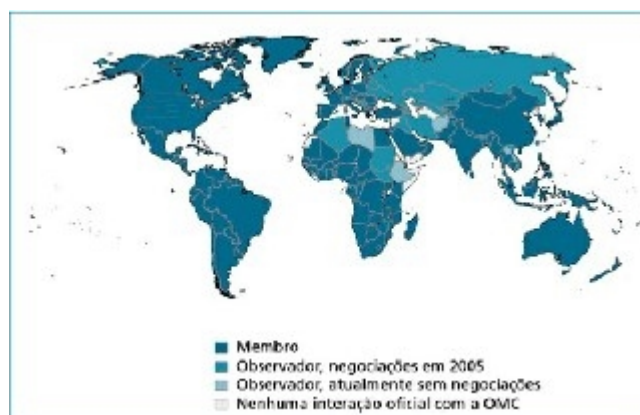 Membro
Observador, negociações em 2005
Observador, atualmente sem negociações
Nenhuma interação oficial com a OMC